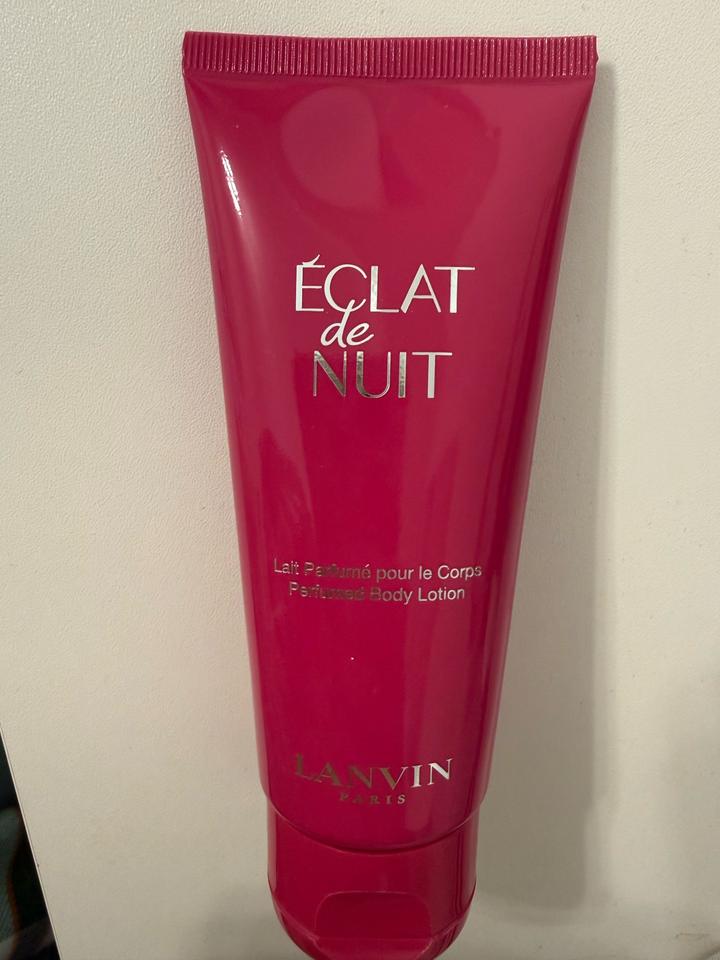 ÉCLAT
de
NUIT
Lait Parfumé pour le Corps
Perfumed Body Lotion
LANVIN
PARIS